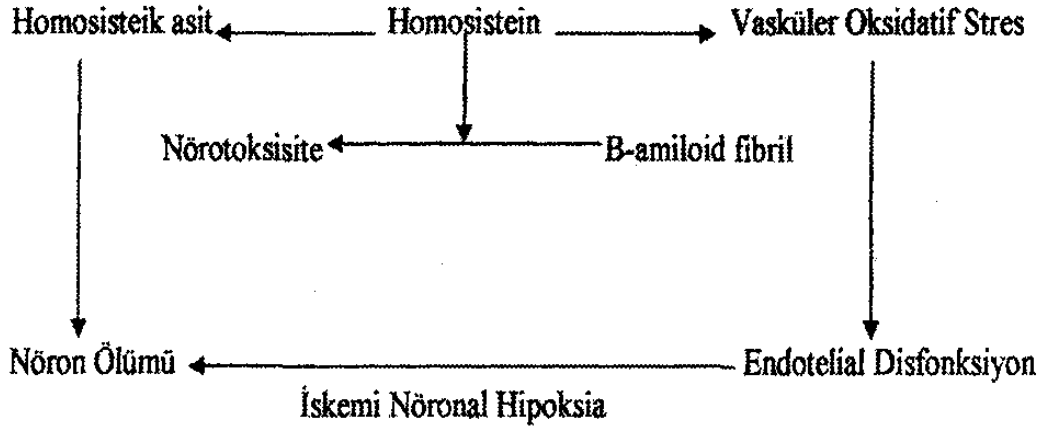 Homosisteik asit Homosistein Vasküler Oksidatif Stres
Nörotoksisite B-amiloid fibril
Nöron Ölümü Endotelial Disfonksiyon
İskemi Nöronal Hipoksia